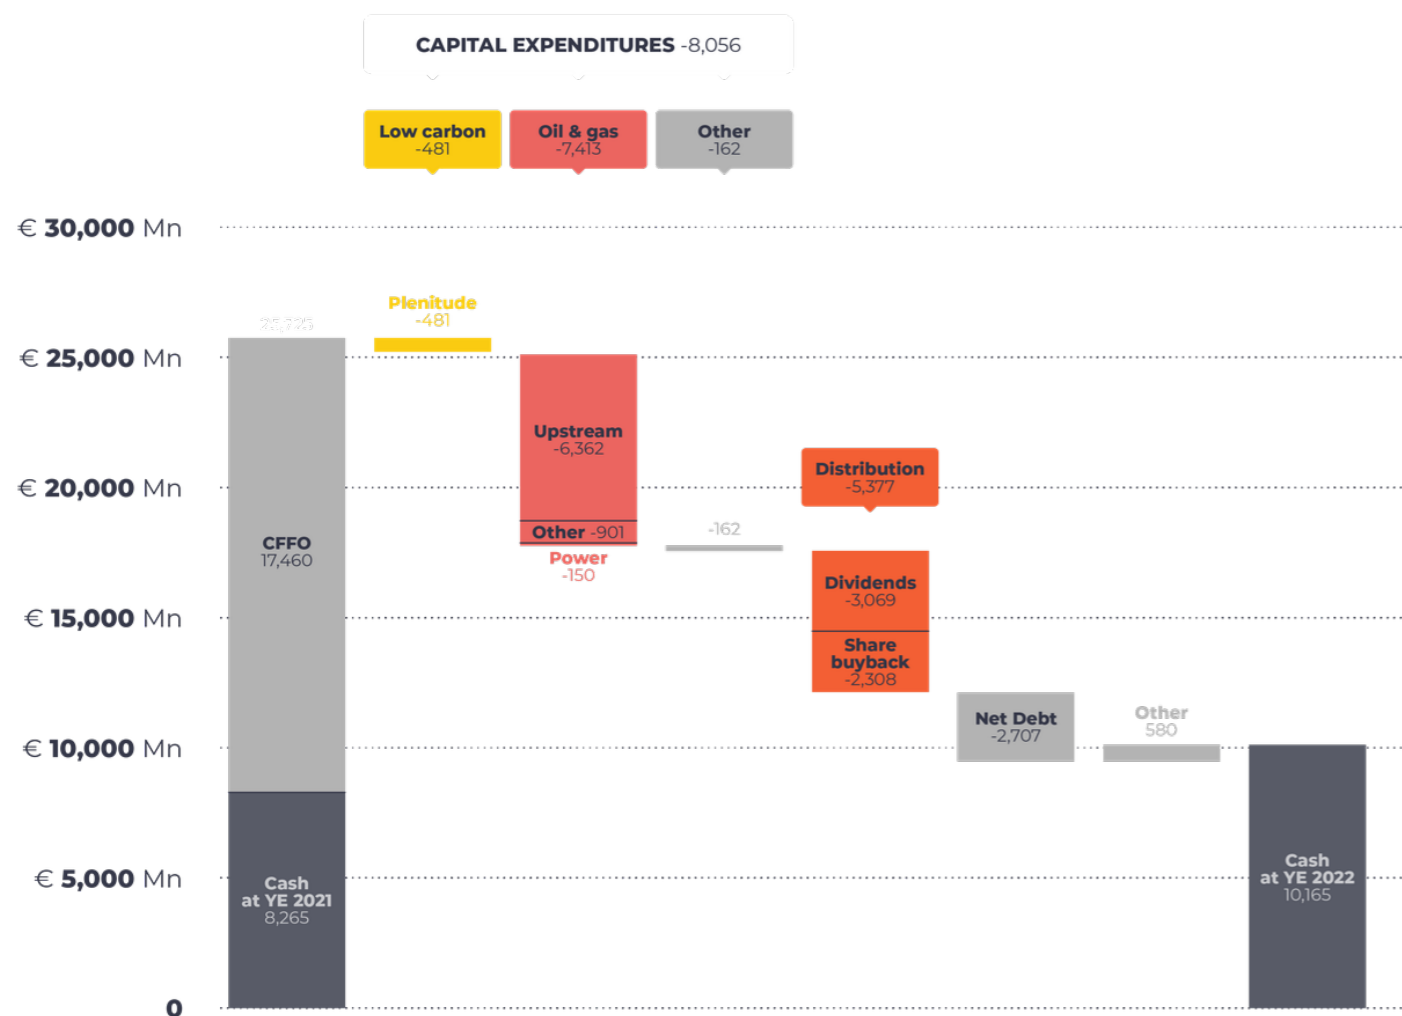 CAPITAL EXPENDITURES -8,056
Low carbon
-481
Oil & gas
-7,413
Other
-162
€ 30,000 Mn
€ 25,000 Mn
€ 20,000 Mn
€ 15,000 Mn
€ 10,000 Mn
€ 5,000 Mn
0
25,725
CFFO
17,460
Cash
at YE 2021
8,265
Plenitude
-481
Upstream
-6,362
Other -901
Power
-150
-162
Distribution
-5,377
Dividends
-3,069
Share
buyback
-2,308
Net Debt
-2,707
Other
580
Cash
at YE 2022
10,165